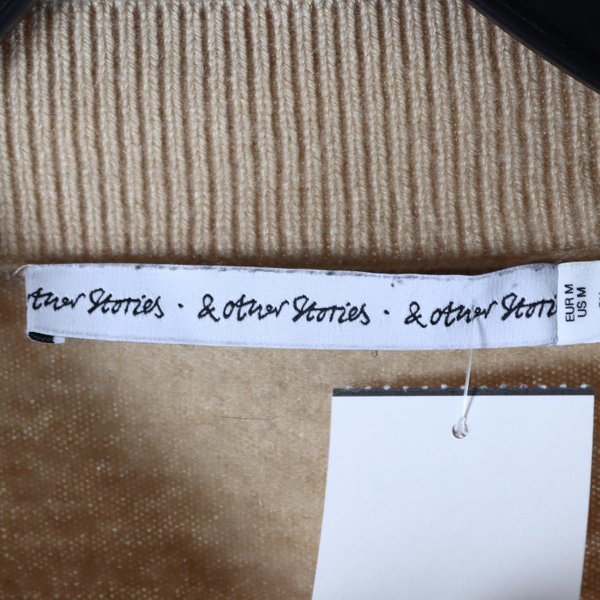 other Stories · & other Stories · & other Stori
EUR M
US M